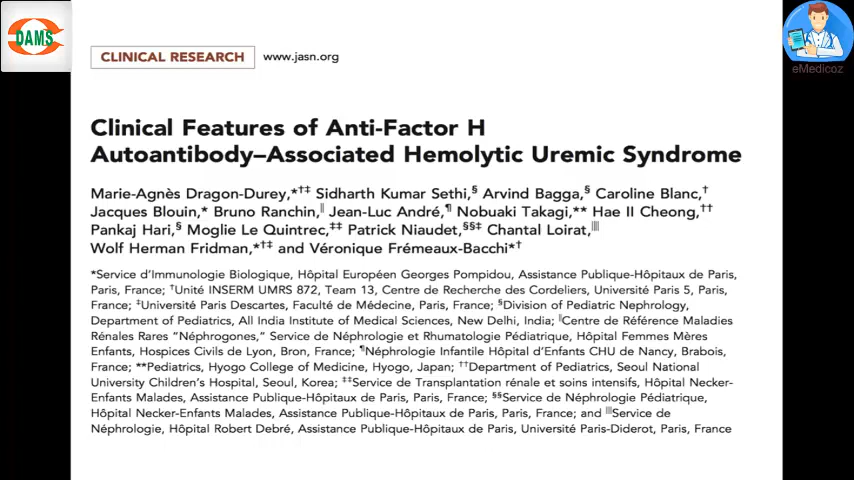 DAMS
eMedicoz
CLINICAL RESEARCH www.jasn.org
Clinical Features of Anti-Factor H
Autoantibody–Associated Hemolytic Uremic Syndrome
Marie-Agnès Dragon-Durey,*†‡ Sidharth Kumar Sethi,§ Arvind Bagga,§ Caroline Blanc,†
Jacques Blouin,* Bruno Ranchin,‖ Jean-Luc André,¶ Nobuaki Takagi,** Hae Il Cheong,††
Pankaj Hari,§ Moglie Le Quintrec,‡‡ Patrick Niaudet,§§‡ Chantal Loirat,‖‖
Wolf Herman Fridman,*†‡ and Véronique Frémeaux-Bacchi*†
*Service d'Immunologie Biologique, Hôpital Européen Georges Pompidou, Assistance Publique-Hôpitaux de Paris,
Paris, France; †Unité INSERM UMRS 872, Team 13, Centre de Recherche des Cordeliers, Université Paris 5, Paris,
France; ‡Université Paris Descartes, Faculté de Médecine, Paris, France; §Division of Pediatric Nephrology,
Department of Pediatrics, All India Institute of Medical Sciences, New Delhi, India; ‖Centre de Référence Maladies
Rénales Rares "Néphrogones," Service de Néphrologie et Rhumatologie Pédiatrique, Hôpital Femmes Mères
Enfants, Hospices Civils de Lyon, Bron, France; ¶Néphrologie Infantile Hôpital d'Enfants CHU de Nancy, Brabois,
France; **Pediatrics, Hyogo College of Medicine, Hyogo, Japan; ††Department of Pediatrics, Seoul National
University Children's Hospital, Seoul, Korea; ‡‡Service de Transplantation rénale et soins intensifs, Hôpital Necker-
Enfants Malades, Assistance Publique-Hôpitaux de Paris, Paris, France; §§Service de Néphrologie Pédiatrique,
Hôpital Necker-Enfants Malades, Assistance Publique-Hôpitaux de Paris, Paris, France; and ‖‖Service de
Néphrologie, Hôpital Robert Debré, Assistance Publique-Hôpitaux de Paris, Université Paris-Diderot, Paris, France